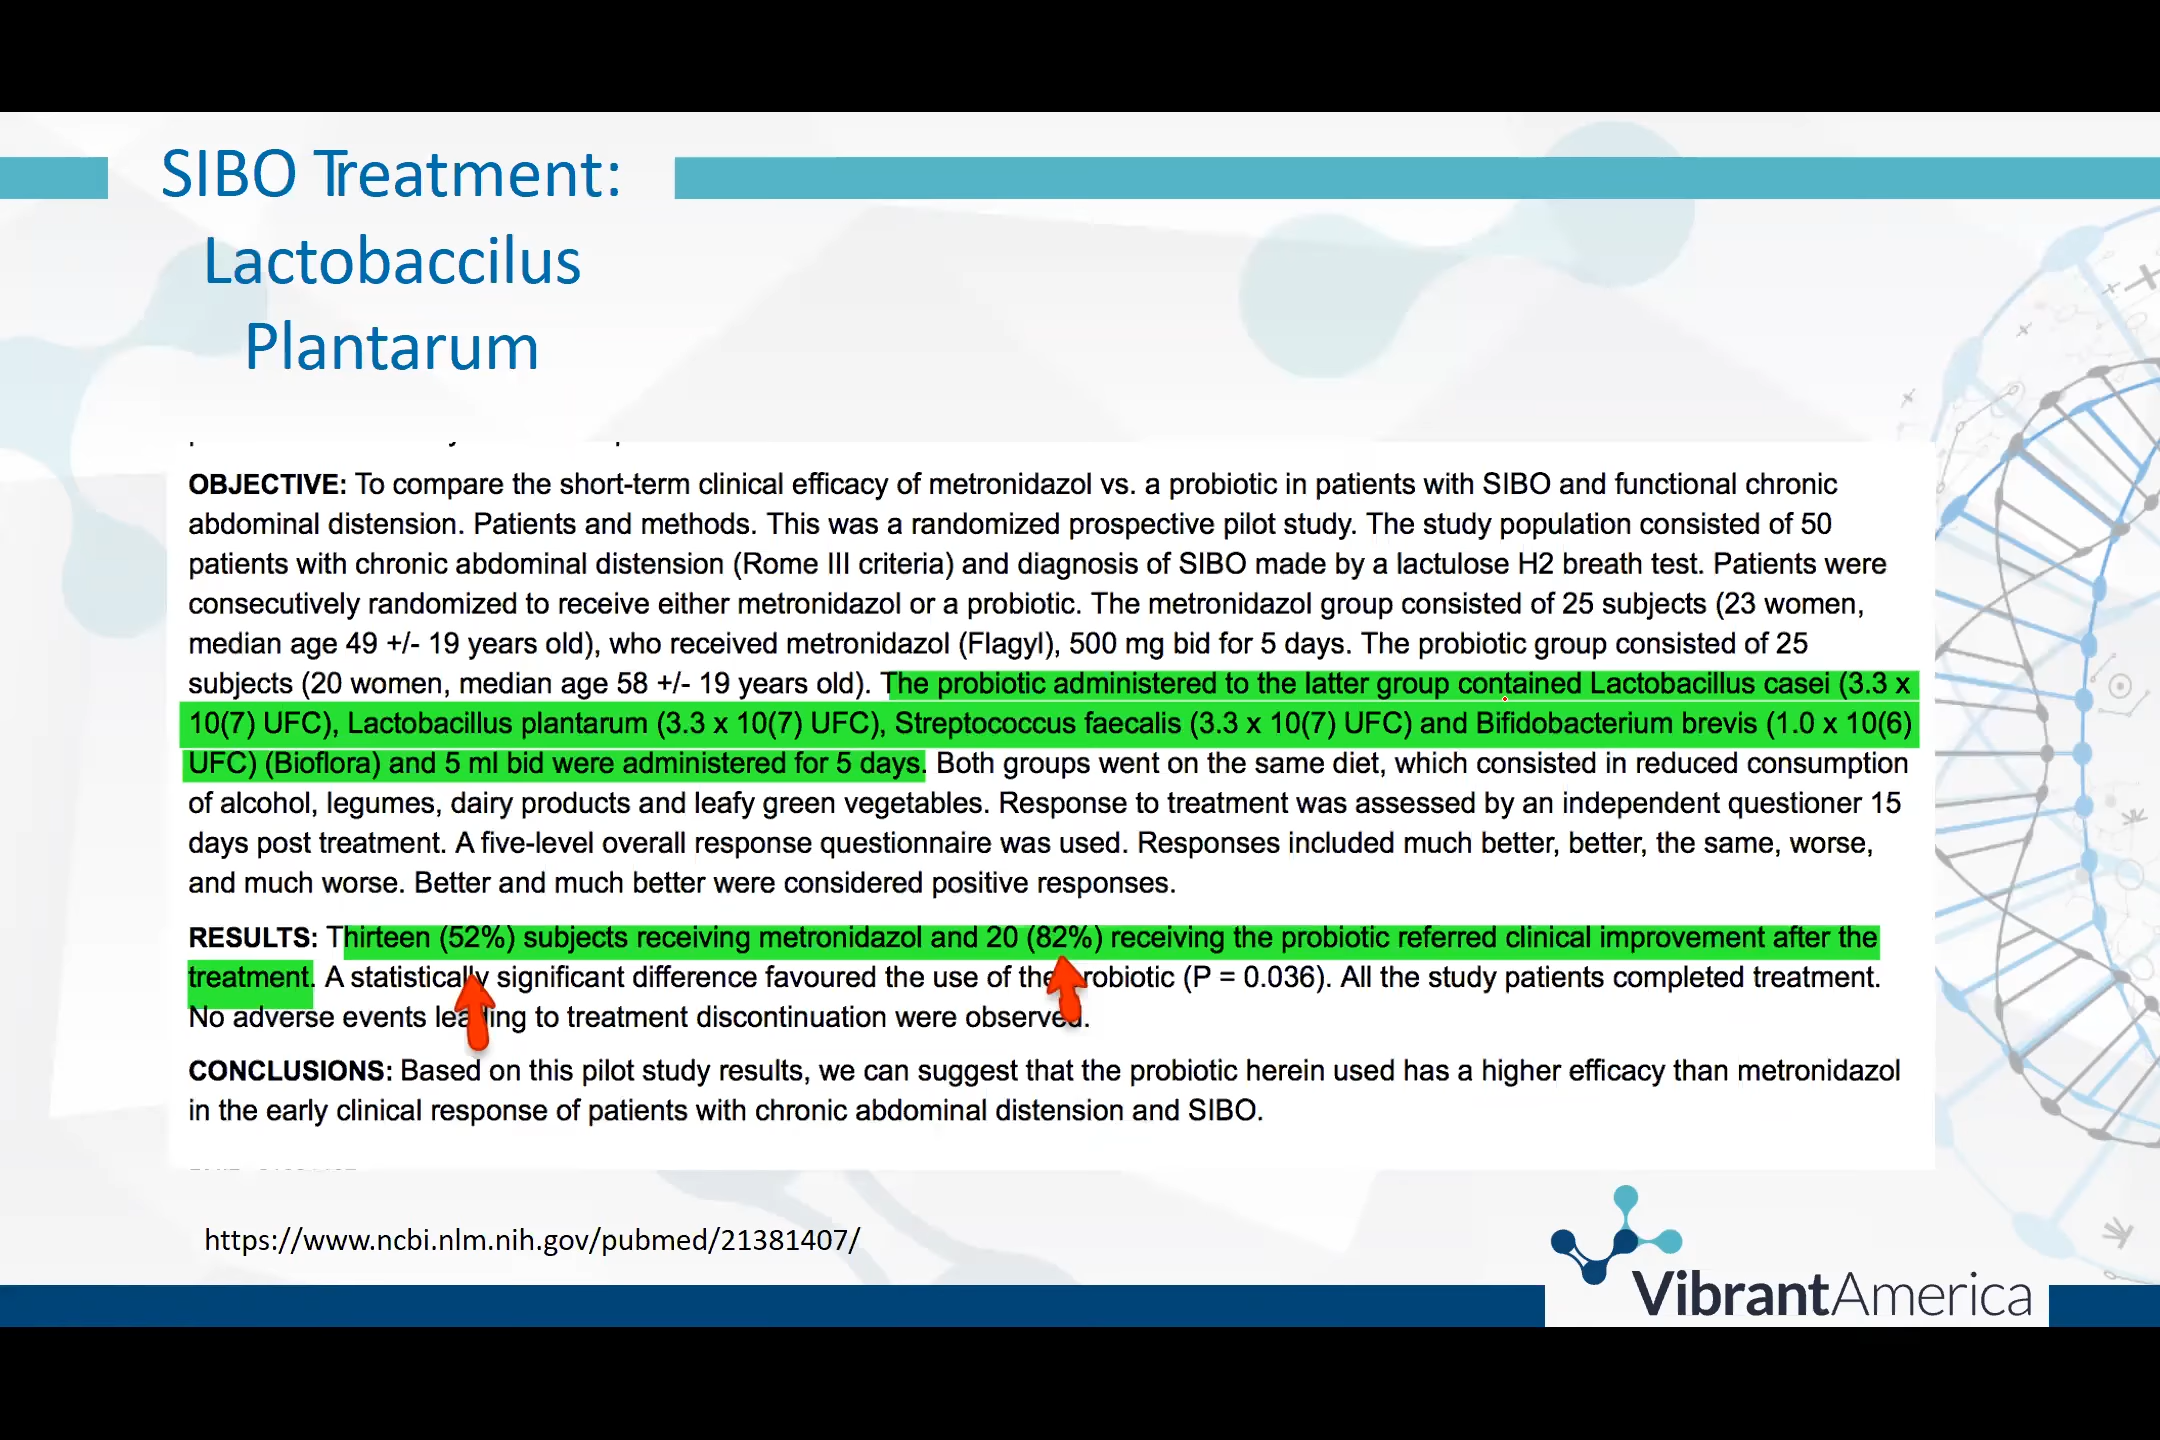 SIBO Treatment:
Lactobaccilus
Plantarum
OBJECTIVE: To compare the short-term clinical efficacy of metronidazol vs. a probiotic in patients with SIBO and functional chronic
abdominal distension. Patients and methods. This was a randomized prospective pilot study. The study population consisted of 50
patients with chronic abdominal distension (Rome III criteria) and diagnosis of SIBO made by a lactulose H2 breath test. Patients were
consecutively randomized to receive either metronidazol or a probiotic. The metronidazol group consisted of 25 subjects (23 women,
median age 49 +/- 19 years old), who received metronidazol (Flagyl), 500 mg bid for 5 days. The probiotic group consisted of 25
subjects (20 women, median age 58 +/- 19 years old). The probiotic administered to the latter group contained Lactobacillus casei (3.3 x
10(7) UFC), Lactobacillus plantarum (3.3 x 10(7) UFC), Streptococcus faecalis (3.3 x 10(7) UFC) and Bifidobacterium brevis (1.0 x 10(6)
UFC) (Bioflora) and 5 ml bid were administered for 5 days. Both groups went on the same diet, which consisted in reduced consumption
of alcohol, legumes, dairy products and leafy green vegetables. Response to treatment was assessed by an independent questioner 15
days post treatment. A five-level overall response questionnaire was used. Responses included much better, better, the same, worse,
and much worse. Better and much better were considered positive responses.
RESULTS: Thirteen (52%) subjects receiving metronidazol and 20 (82%) receiving the probiotic referred clinical improvement after the
treatment. A statistically significant difference favoured the use of the probiotic (P = 0.036). All the study patients completed treatment.
No adverse events leading to treatment discontinuation were observed.
CONCLUSIONS: Based on this pilot study results, we can suggest that the probiotic herein used has a higher efficacy than metronidazol
in the early clinical response of patients with chronic abdominal distension and SIBO.
https://www.ncbi.nlm.nih.gov/pubmed/21381407/
VibrantAmerica